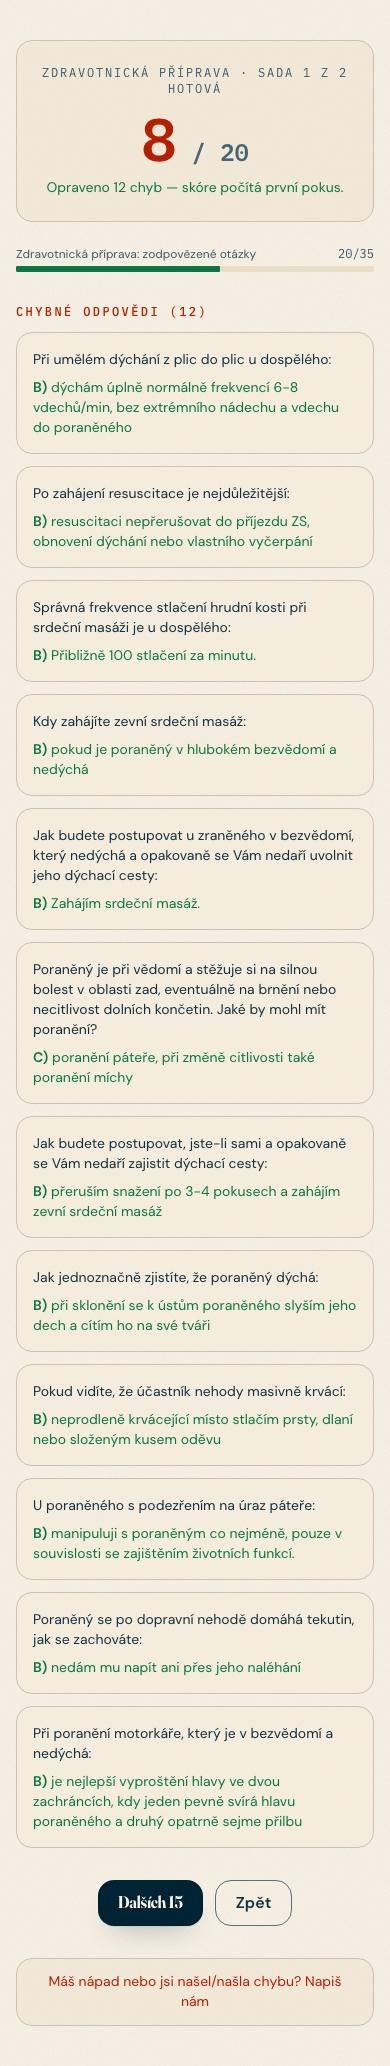 ZDRAVOTNICKÁ PŘÍPRAVA · SADA 1 Z 2
HOTOVÁ
8 / 20
Opraveno 12 chyb — skóre počítá první pokus.
Zdravotnická příprava: zodpovězené otázky 20/35
CHYBNÉ ODPOVĚDI (12)
Při umělém dýchání z plic do plic u dospělého:
B) dýchám úplně normálně frekvencí 6-8
vdechů/min, bez extrémního nádechu a vdechu
do poraněného
Po zahájení resuscitace je nejdůležitější:
B) resuscitaci nepřerušovat do příjezdu ZS,
obnovení dýchání nebo vlastního vyčerpání
Správná frekvence stlačení hrudní kosti při
srdeční masáži je u dospělého:
B) Přibližně 100 stlačení za minutu.
Kdy zahájíte zevní srdeční masáž:
B) pokud je poraněný v hlubokém bezvědomí a
nedýchá
Jak budete postupovat u zraněného v bezvědomí,
který nedýchá a opakovaně se Vám nedaří uvolnit
jeho dýchací cesty:
B) Zahájím srdeční masáž.
Poraněný je při vědomí a stěžuje si na silnou
bolest v oblasti zad, eventuálně na brnění nebo
necitlivost dolních končetin. Jaké by mohl mít
poranění?
C) poranění páteře, při změně citlivosti také
poranění míchy
Jak budete postupovat, jste-li sami a opakovaně
se Vám nedaří zajistit dýchací cesty:
B) přeruším snažení po 3-4 pokusech a zahájím
zevní srdeční masáž
Jak jednoznačně zjistíte, že poraněný dýchá:
B) při sklonění se k ústům poraněného slyším jeho
dech a cítím ho na své tváři
Pokud vidíte, že účastník nehody masivně krvácí:
B) neprodleně krvácející místo stlačím prsty, dlaní
nebo složeným kusem oděvu
U poraněného s podezřením na úraz páteře:
B) manipuluji s poraněným co nejméně, pouze v
souvislosti se zajištěním životních funkcí.
Poraněný se po dopravní nehodě domáhá tekutin,
jak se zachováte:
B) nedám mu napít ani přes jeho naléhání
Při poranění motorkáře, který je v bezvědomí a
nedýchá:
B) je nejlepší vyproštění hlavy ve dvou
zachráncích, kdy jeden pevně svírá hlavu
poraněného a druhý opatrně sejme přilbu
Dalších 15 Zpět
Máš nápad nebo jsi našel/našla chybu? Napiš
nám